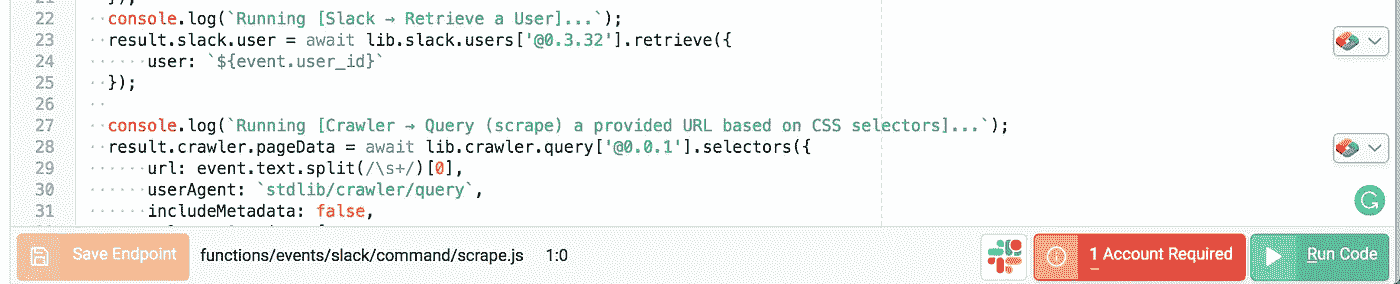 21 });
22 console.log(`Running [Slack → Retrieve a User]...`);
23 result.slack.user = await lib.slack.users['@0.3.32'].retrieve({
24 user: `${event.user_id}`
25 });
26
27 console.log(`Running [Crawler → Query (scrape) a provided URL based on CSS selectors]...`);
28 result.crawler.pageData = await lib.crawler.query['@0.0.1'].selectors({
29 url: event.text.split(/\s+/)[0],
30 userAgent: `stdlib/crawler/query`,
31 includeMetadata: false,
Save Endpoint functions/events/slack/command/scrape.js 1:0 1 Account Required Run Code